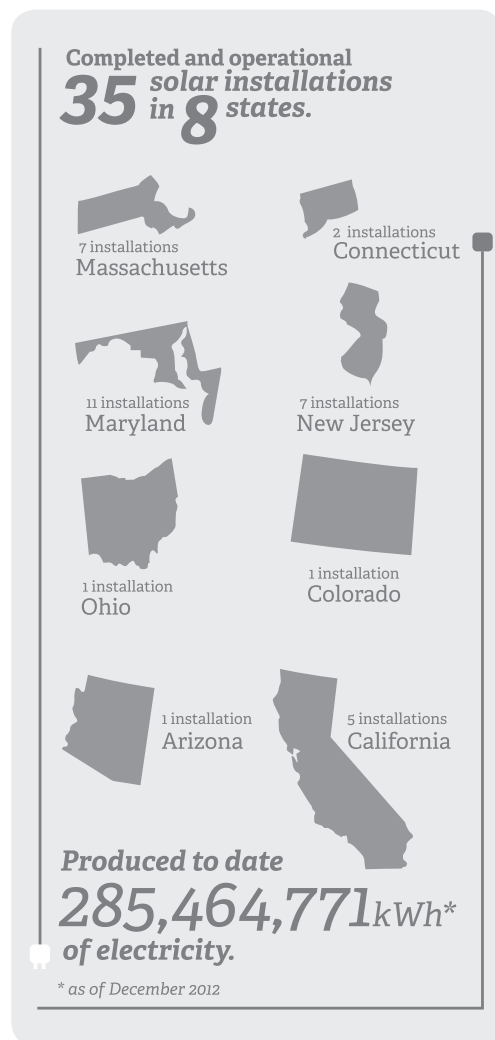 Completed and operational
35 solar installations
in 8 states.
7 installations
Massachusetts
2 installations
Connecticut
11 installations
Maryland
7 installations
New Jersey
1 installation
Ohio
1 installation
Colorado
1 installation
Arizona
5 installations
California
Produced to date
285,464,771kWh*
of electricity.
* as of December 2012